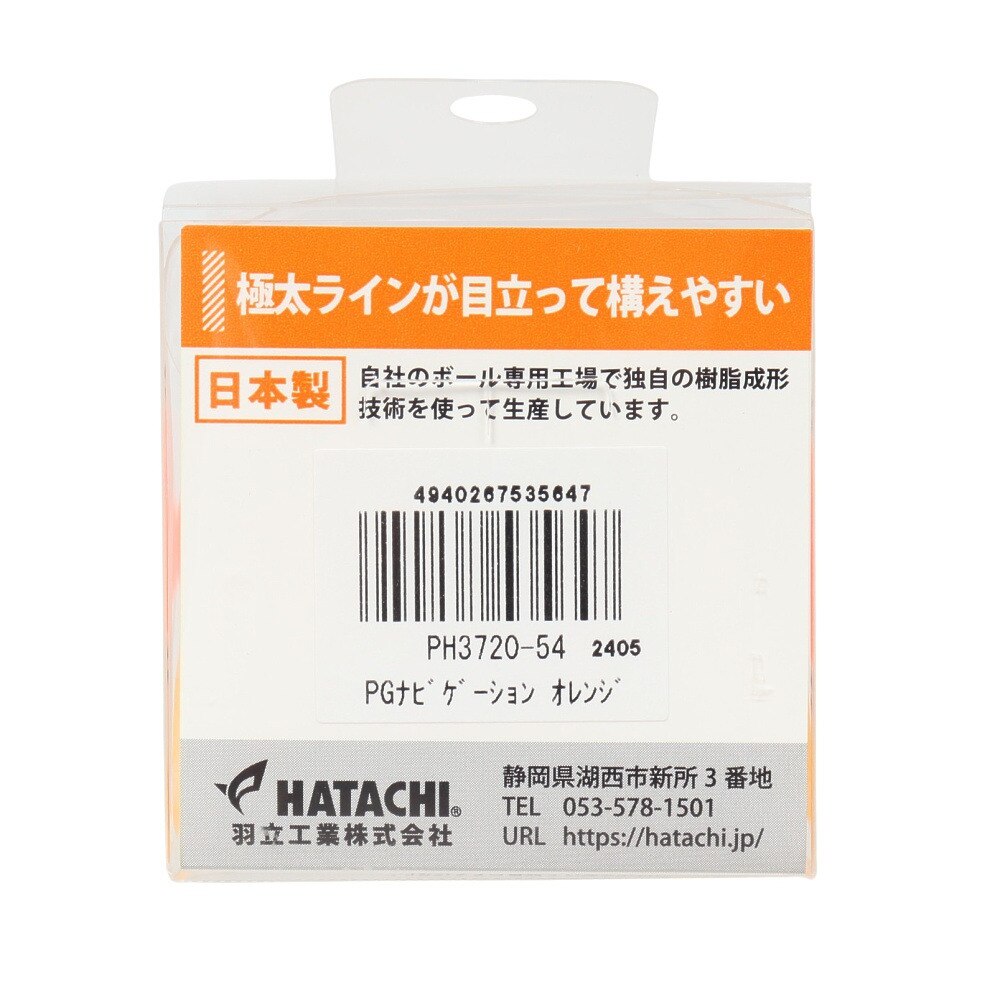 極太ラインが目立って構えやすい
日本製
自社のボール専用工場で独自の樹脂成形
技術を使って生産しています。
4940267535647
PH3720-54 2405
PGﾅﾋﾞｹﾞｰｼｮﾝ ｵﾚﾝｼﾞ
HATACHI®
羽立工業株式会社
静岡県湖西市新所3番地
TEL 053-578-1501
URL https://hatachi.jp/